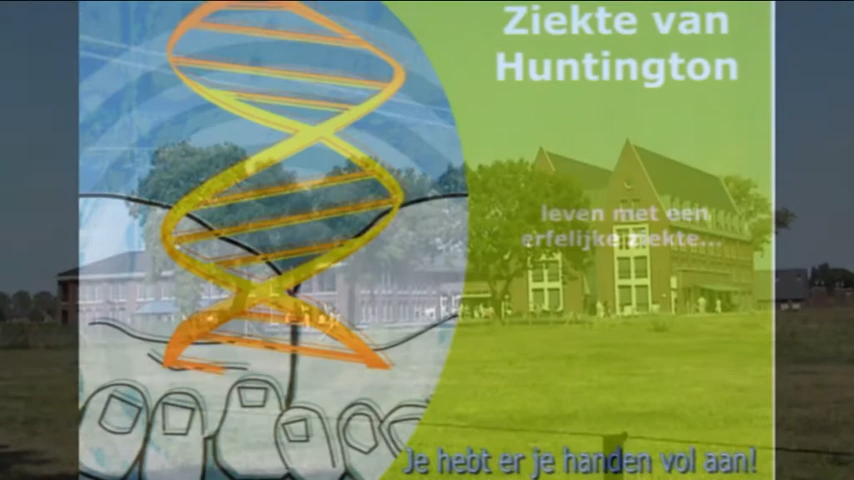 Ziekte van
Huntington
leven met een
erfelijke ziekte...
Je hebt er je handen vol aan!